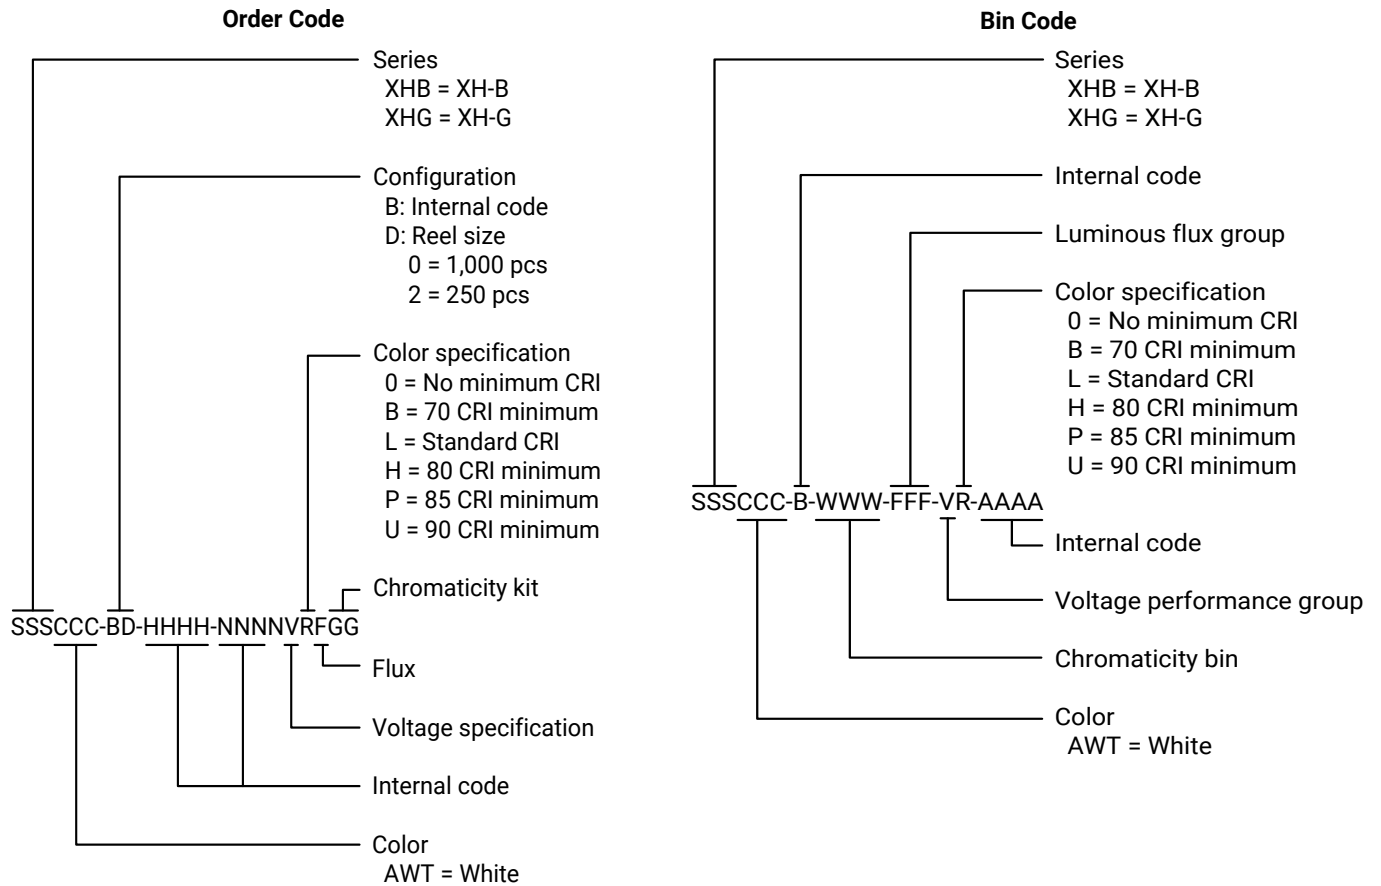 Order Code
Series
XHB = XH-B
XHG = XH-G
Configuration
B: Internal code
D: Reel size
0 = 1,000 pcs
2 = 250 pcs
Color specification
0 = No minimum CRI
B = 70 CRI minimum
L = Standard CRI
H = 80 CRI minimum
P = 85 CRI minimum
U = 90 CRI minimum
Chromaticity kit
SSSCCC-BD-HHHH-NNNNVRFGG
Flux
Voltage specification
Internal code
Color
AWT = White
Bin Code
Series
XHB = XH-B
XHG = XH-G
Internal code
Luminous flux group
Color specification
0 = No minimum CRI
B = 70 CRI minimum
L = Standard CRI
H = 80 CRI minimum
P = 85 CRI minimum
U = 90 CRI minimum
SSSCCC-B-WWW-FFF-VR-AAAA
Internal code
Voltage performance group
Chromaticity bin
Color
AWT = White